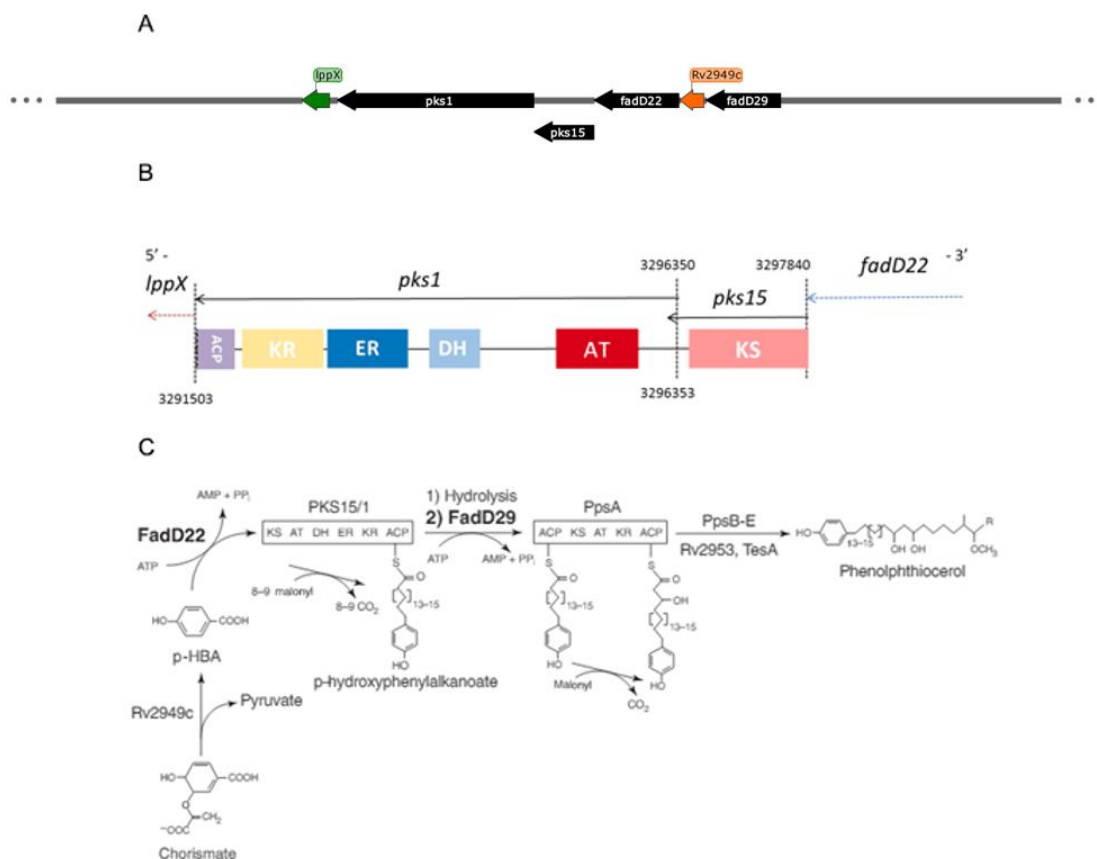 A
lppX
Rv2949c
pks1
fadD22
fadD29
pks15
B
5' -
- 3'
lppX
pks1
3296350
3297840
fadD22
pks15
ACP
KR
ER
DH
AT
KS
3291503
3296353
C
AMP + PPi
FadD22
ATP
PKS15/1
KS AT DH ER KR ACP
1) Hydrolysis
2) FadD29
ATP
AMP + PPi
PpsA
ACP KS AT KR ACP
PpsB-E
Rv2953, TesA
HO
13–15
OH OH
OCH3
R
Phenolphthiocerol
8–9 malonyl
8–9 CO2
S
O
13–15
HO
p-hydroxyphenylalkanoate
S
O
13–15
HO
Malonyl
CO2
S
O
OH
13–15
HO
HO
COOH
p-HBA
Rv2949c
Pyruvate
HO
COOH
O
CH2
−OOC
Chorismate